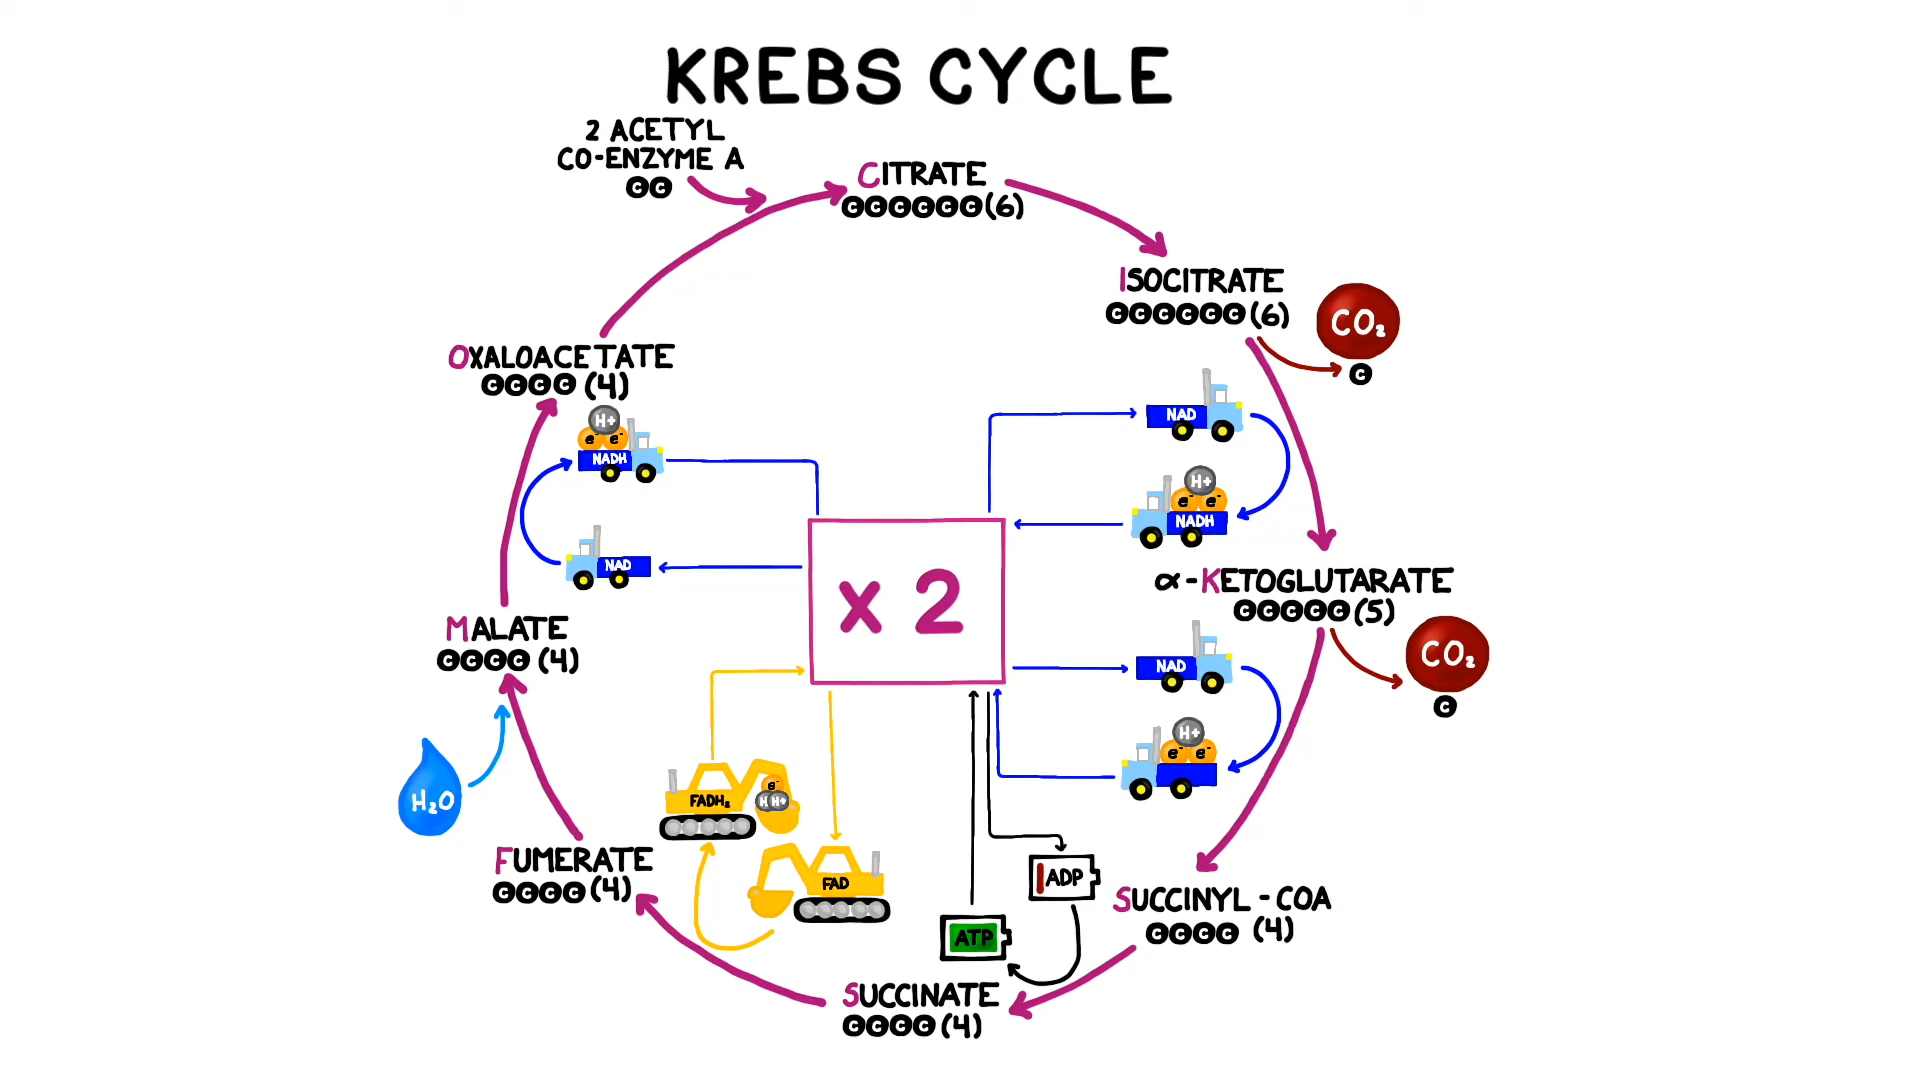 KREBS CYCLE
2 ACETYL
CO-ENZYME A
C C
CITRATE
C C C C C C (6)
ISOCITRATE
C C C C C C (6)
CO₂
C
OXALOACETATE
C C C C (4)
H+
e⁻ e⁻
NADH
NAD
NAD
H+
e⁻ e⁻
NADH
x 2
α-KETOGLUTARATE
C C C C C (5)
CO₂
C
MALATE
C C C C (4)
NAD
H+
e⁻ e⁻
H₂O
FADH₂
e⁻
H H+
FUMERATE
C C C C (4)
FAD
ADP
ATP
SUCCINYL-COA
C C C C (4)
SUCCINATE
C C C C (4)